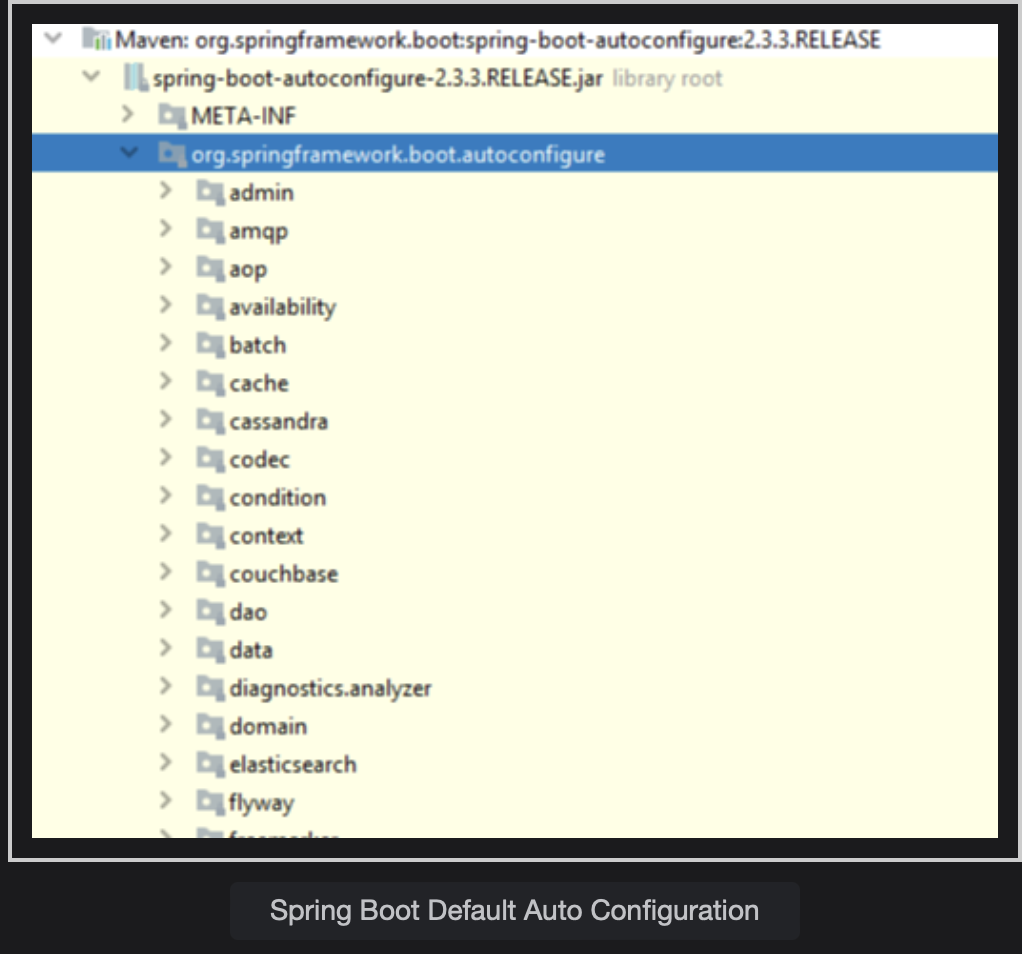 Maven: org.springframework.boot:spring-boot-autoconfigure:2.3.3.RELEASE
spring-boot-autoconfigure-2.3.3.RELEASE.jar library root
META-INF
org.springframework.boot.autoconfigure
admin
amqp
aop
availability
batch
cache
cassandra
codec
condition
context
couchbase
dao
data
diagnostics.analyzer
domain
elasticsearch
flyway
Spring Boot Default Auto Configuration